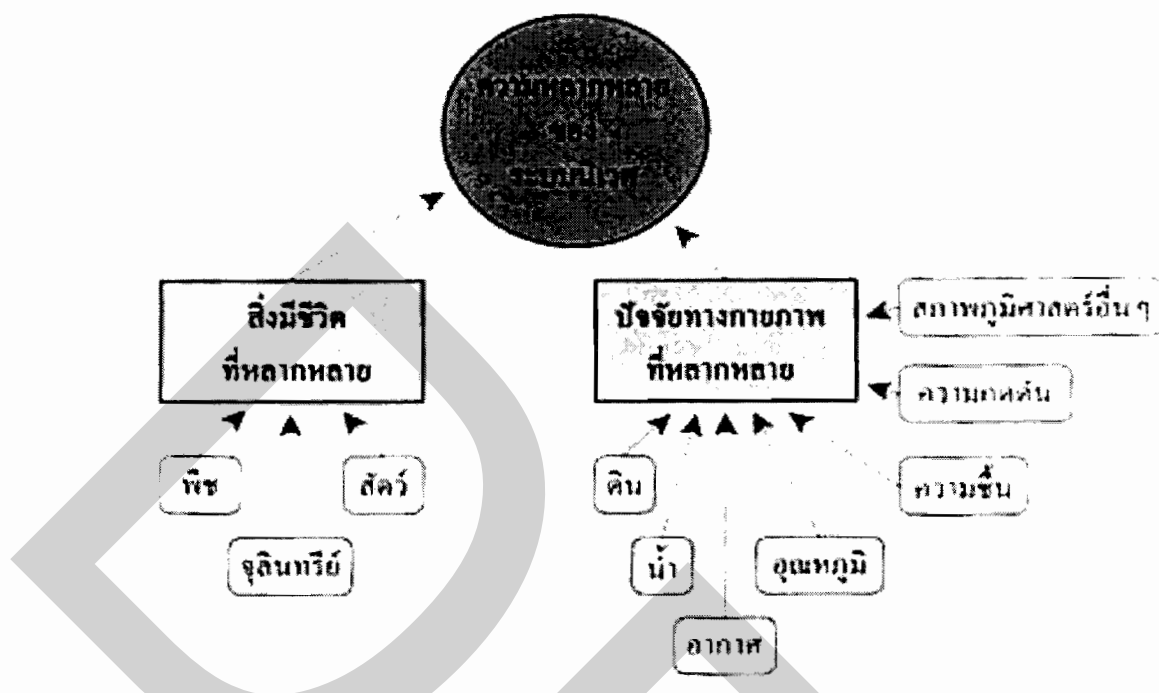 ความหลากหลาย
ของ
ระบบนิเวศ
สิ่งมีชีวิต
ที่หลากหลาย
ปัจจัยทางกายภาพ
ที่หลากหลาย
สภาพภูมิศาสตร์อื่นๆ
ความกดดัน
พืช
สัตว์
ดิน
ความชื้น
จุลินทรีย์
น้ำ
อุณหภูมิ
อากาศ